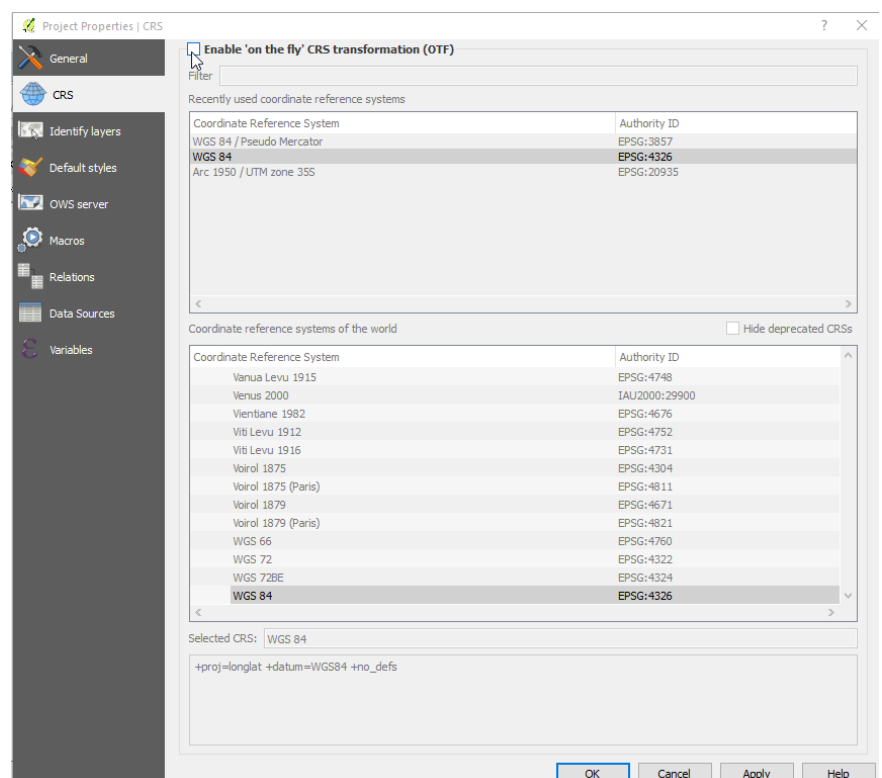 Project Properties | CRS
General
CRS
Identify layers
Default styles
OWS server
Macros
Relations
Data Sources
Variables
Enable 'on the fly' CRS transformation (OTF)
Filter
Recently used coordinate reference systems
Coordinate Reference System Authority ID
WGS 84 / Pseudo Mercator EPSG:3857
WGS 84 EPSG:4326
Arc 1950 / UTM zone 35S EPSG:20935
Coordinate reference systems of the world Hide deprecated CRSs
Coordinate Reference System Authority ID
Vanua Levu 1915 EPSG:4748
Venus 2000 IAU2000:29900
Vientiane 1982 EPSG:4676
Viti Levu 1912 EPSG:4752
Viti Levu 1916 EPSG:4731
Voirol 1875 EPSG:4304
Voirol 1875 (Paris) EPSG:4811
Voirol 1879 EPSG:4671
Voirol 1879 (Paris) EPSG:4821
WGS 66 EPSG:4760
WGS 72 EPSG:4322
WGS 72BE EPSG:4324
WGS 84 EPSG:4326
Selected CRS: WGS 84
+proj=longlat +datum=WGS84 +no_defs
OK Cancel Apply Help